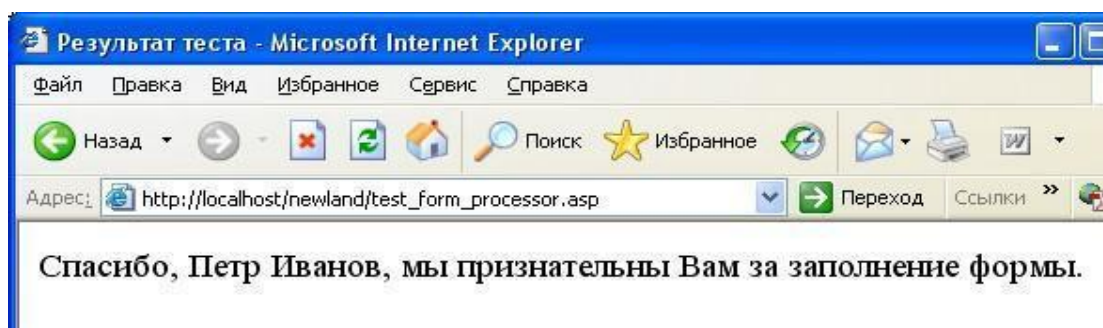 Результат теста - Microsoft Internet Explorer
Файл Правка Вид Избранное Сервис Справка
Назад Поиск Избранное
Адрес: http://localhost/newland/test_form_processor.asp Переход Ссылки »
Спасибо, Петр Иванов, мы признательны Вам за заполнение формы.